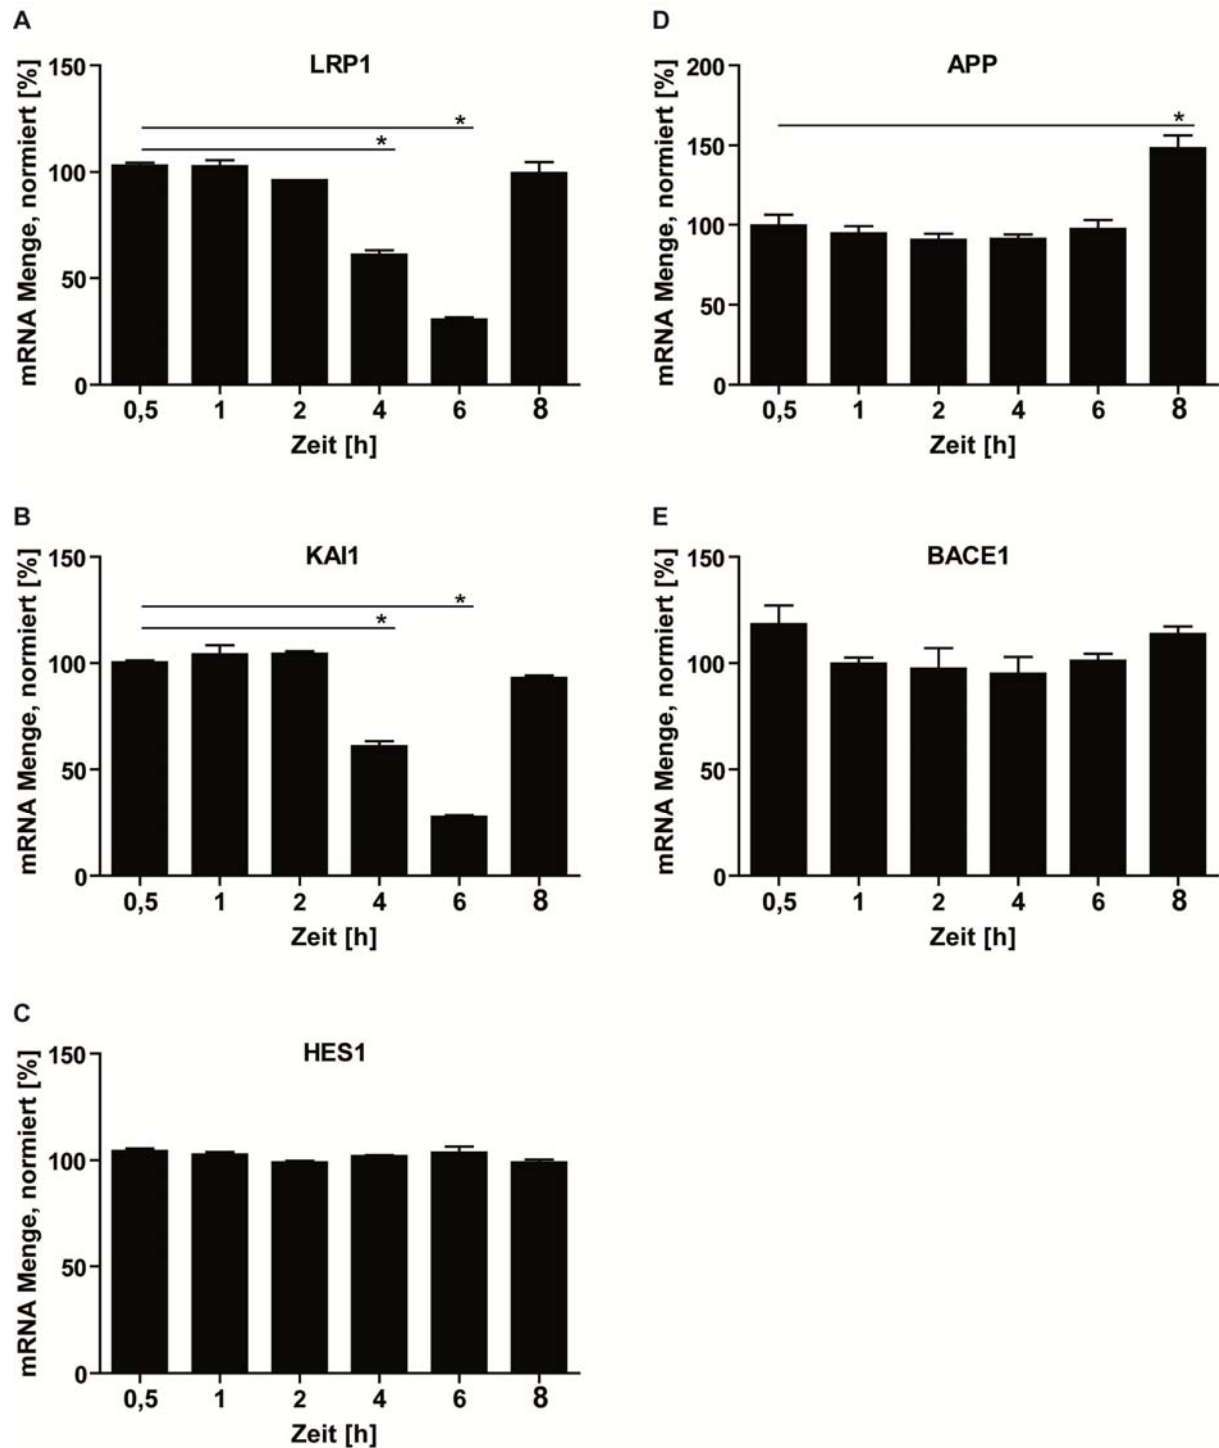 A
LRP1
mRNA Menge, normiert [%]
150
100
50
0
*
*
0,5 1 2 4 6 8
Zeit [h]
B
KAI1
mRNA Menge, normiert [%]
150
100
50
0
*
*
0,5 1 2 4 6 8
Zeit [h]
C
HES1
mRNA Menge, normiert [%]
150
100
50
0
0,5 1 2 4 6 8
Zeit [h]
D
APP
mRNA Menge, normiert [%]
200
150
100
50
0
*
0,5 1 2 4 6 8
Zeit [h]
E
BACE1
mRNA Menge, normiert [%]
150
100
50
0
0,5 1 2 4 6 8
Zeit [h]